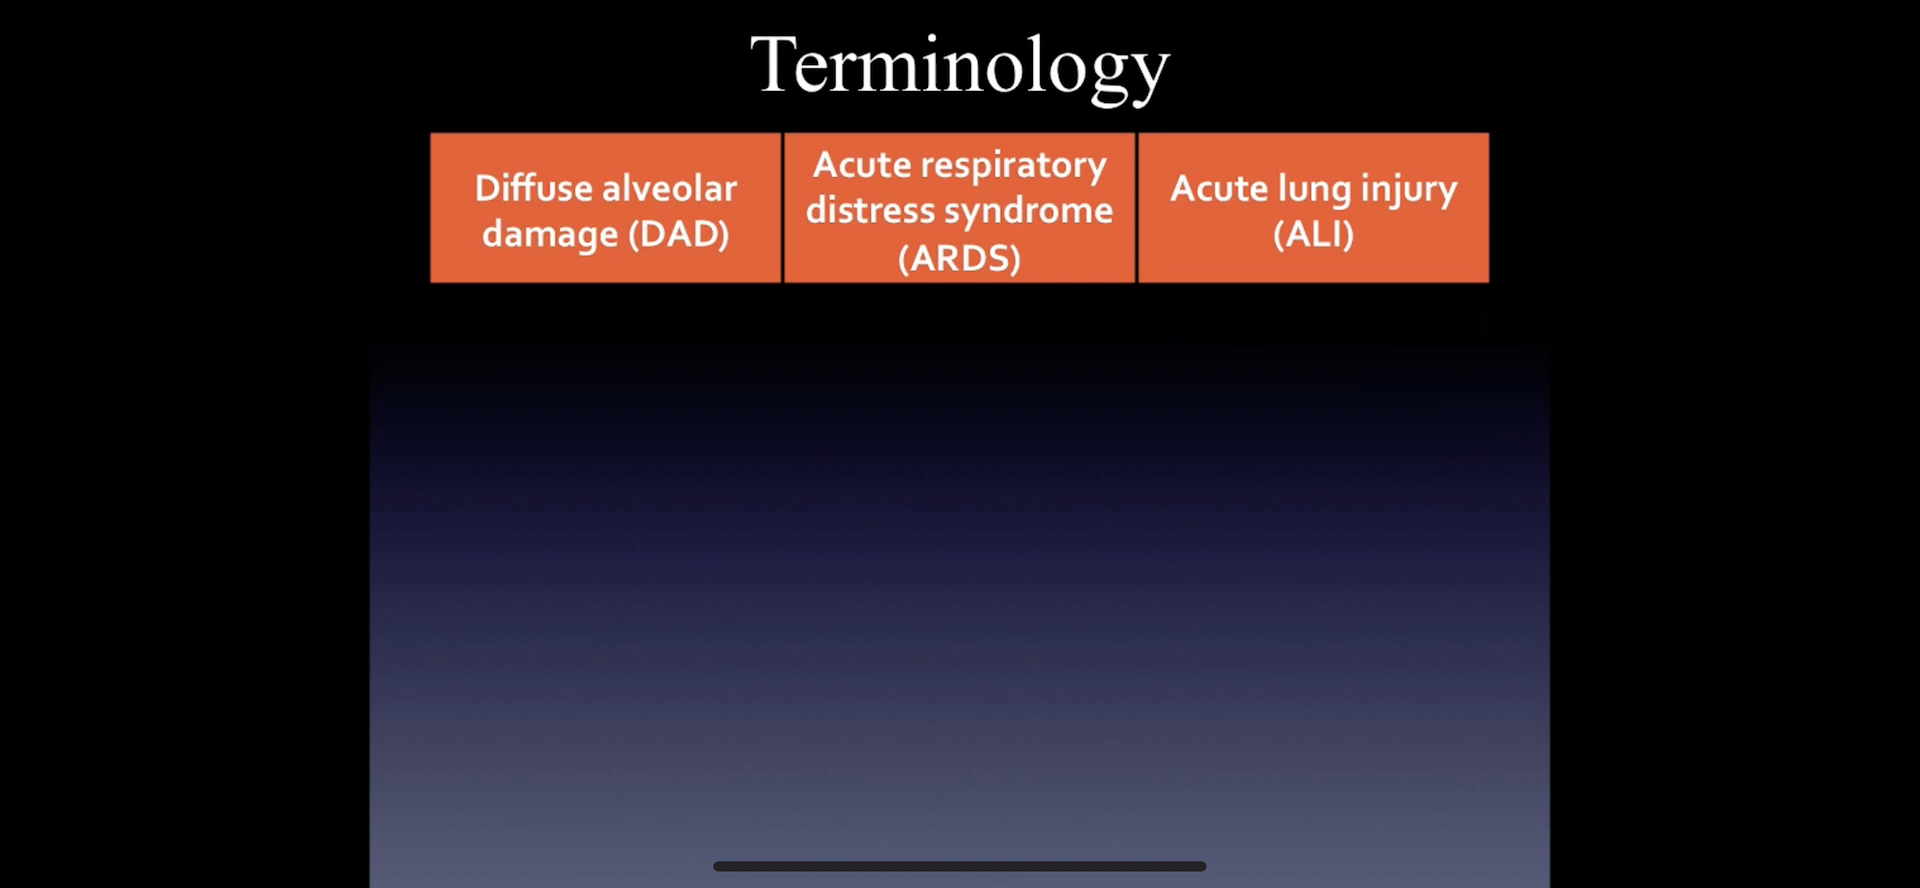 Terminology
Diffuse alveolar
damage (DAD)
Acute respiratory
distress syndrome
(ARDS)
Acute lung injury
(ALI)